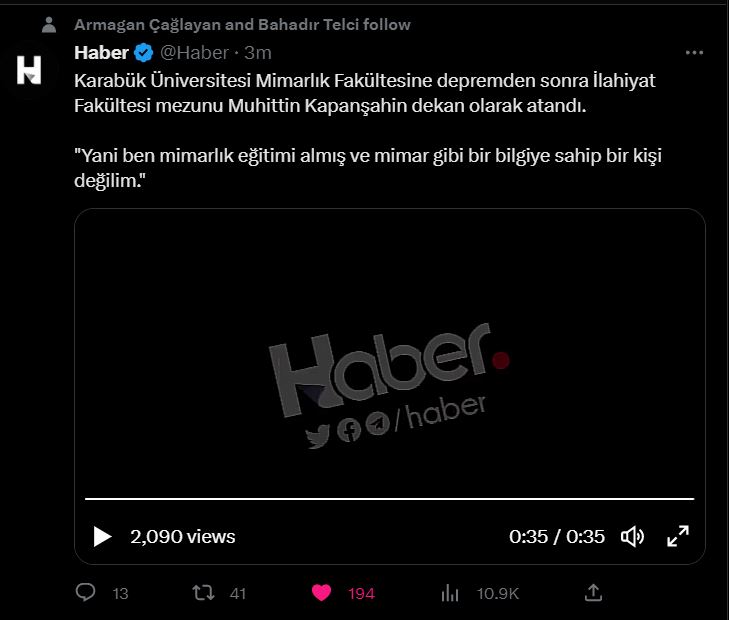 Armagan Çağlayan and Bahadır Telci follow
Haber @Haber · 3m
Karabük Üniversitesi Mimarlık Fakültesine depremden sonra İlahiyat
Fakültesi mezunu Muhittin Kapanşahin dekan olarak atandı.
"Yani ben mimarlık eğitimi almış ve mimar gibi bir bilgiye sahip bir kişi
değilim."
Haber.
/haber
2,090 views
0:35 / 0:35
13 41 194 10.9K